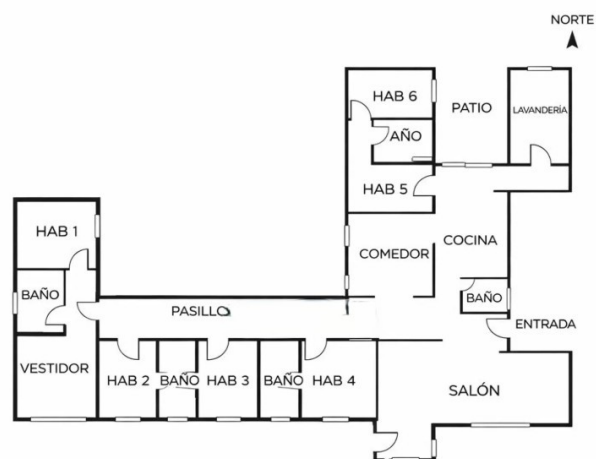 NORTE
HAB 6
PATIO
LAVANDERÍA
AÑO
HAB 5
HAB 1
COMEDOR
COCINA
BAÑO
BAÑO
PASILLO
ENTRADA
VESTIDOR
HAB 2
BAÑO
HAB 3
BAÑO
HAB 4
SALÓN